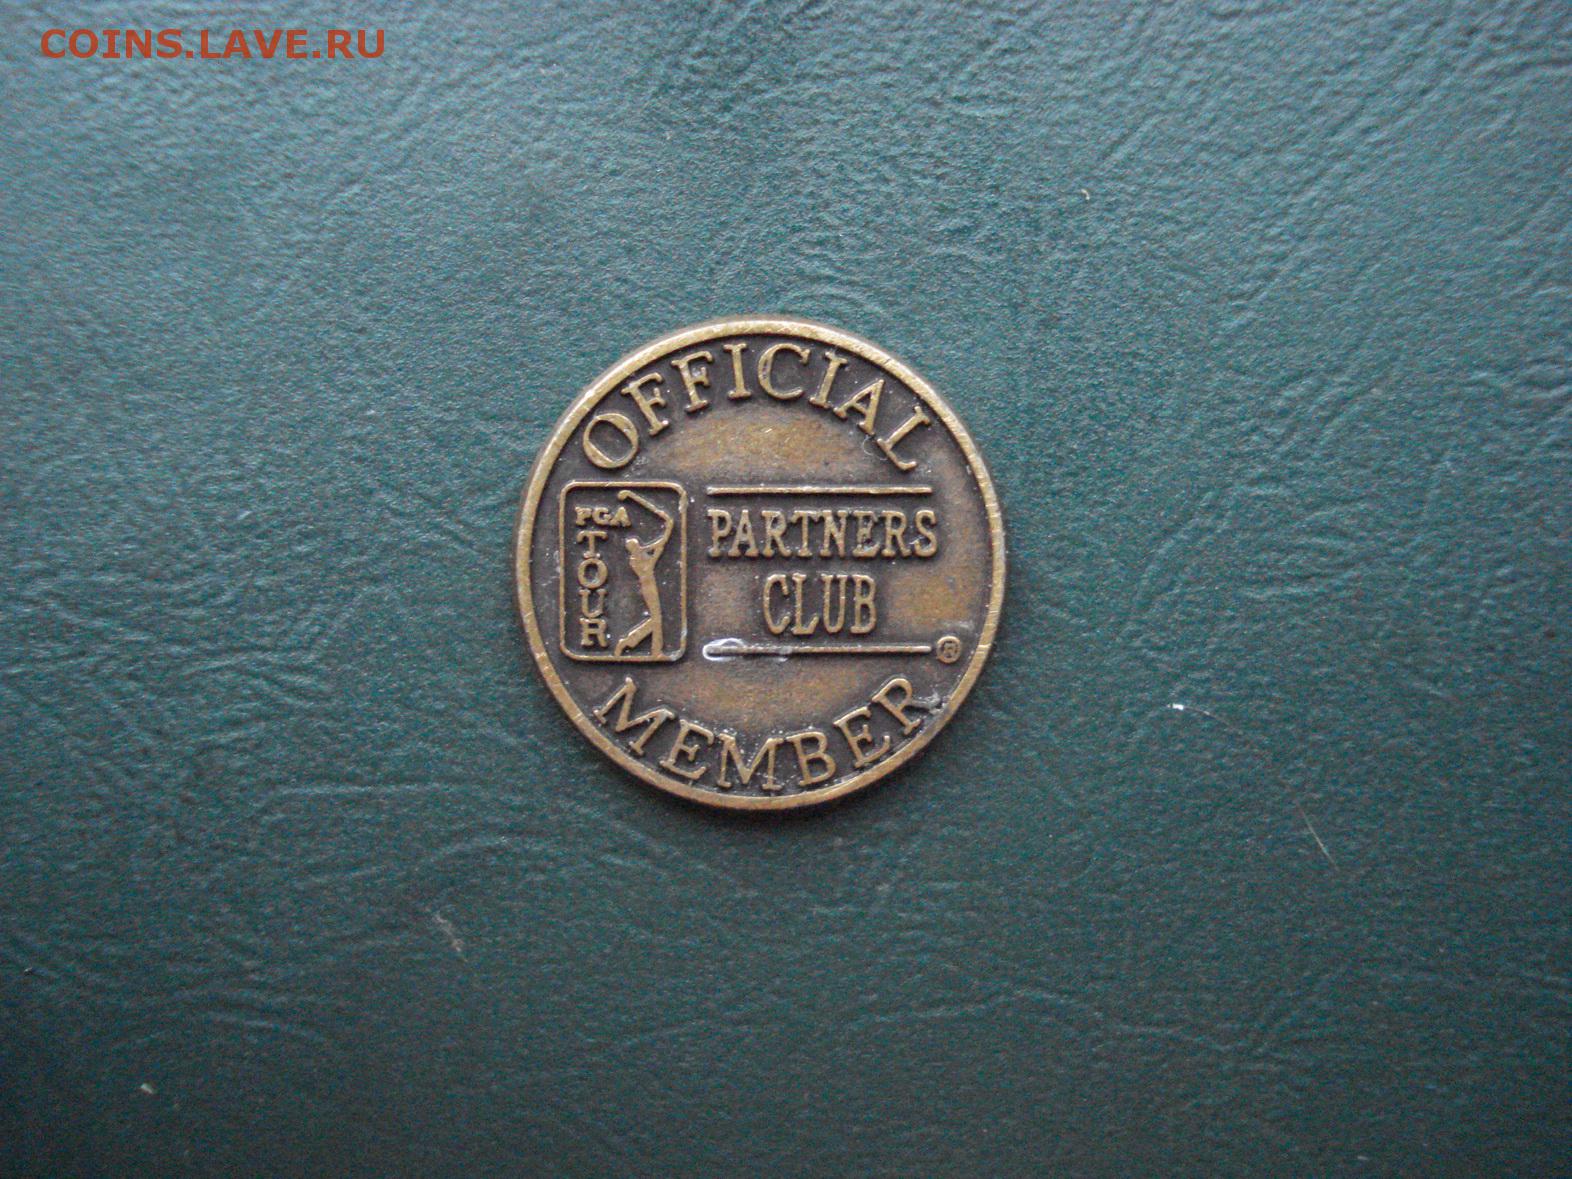 COINS.LAVE.RU
OFFICIAL
PGA
TOUR
PARTNERS
CLUB
®
MEMBER